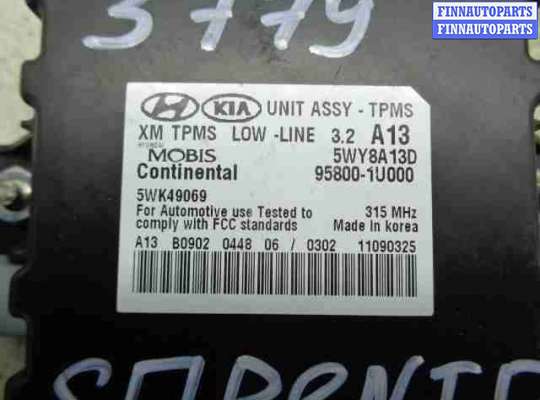 FINNAUTOPARTS
FINNAUTOPARTS
3779
KIA UNIT ASSY - TPMS
XM TPMS LOW -LINE 3.2 A13
HYUNDAI
MOBIS 5WY8A13D
Continental 95800-1U000
5WK49069
For Automotive use Tested to 315 MHz
comply with FCC standards Made in korea
A13 B0902 0448 06 / 0302 11090325